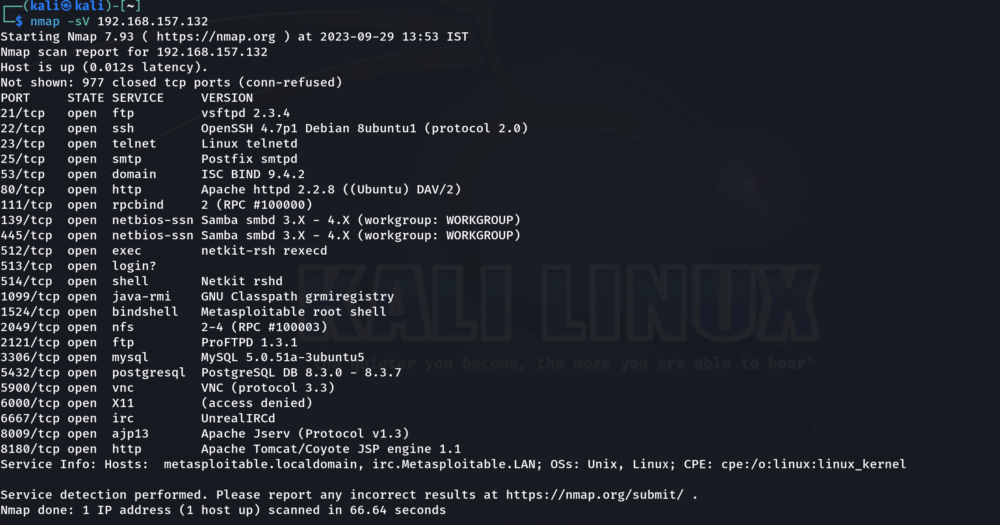 (kali㉿kali)-[~]
$ nmap -sV 192.168.157.132
Starting Nmap 7.93 ( https://nmap.org ) at 2023-09-29 13:53 IST
Nmap scan report for 192.168.157.132
Host is up (0.012s latency).
Not shown: 977 closed tcp ports (conn-refused)
PORT     STATE SERVICE     VERSION
21/tcp   open  ftp         vsftpd 2.3.4
22/tcp   open  ssh         OpenSSH 4.7p1 Debian 8ubuntu1 (protocol 2.0)
23/tcp   open  telnet      Linux telnetd
25/tcp   open  smtp        Postfix smtpd
53/tcp   open  domain      ISC BIND 9.4.2
80/tcp   open  http        Apache httpd 2.2.8 ((Ubuntu) DAV/2)
111/tcp  open  rpcbind     2 (RPC #100000)
139/tcp  open  netbios-ssn Samba smbd 3.X - 4.X (workgroup: WORKGROUP)
445/tcp  open  netbios-ssn Samba smbd 3.X - 4.X (workgroup: WORKGROUP)
512/tcp  open  exec        netkit-rsh rexecd
513/tcp  open  login?
514/tcp  open  shell       Netkit rshd
1099/tcp open  java-rmi    GNU Classpath grmiregistry
1524/tcp open  bindshell   Metasploitable root shell
2049/tcp open  nfs         2-4 (RPC #100003)
2121/tcp open  ftp         ProFTPD 1.3.1
3306/tcp open  mysql       MySQL 5.0.51a-3ubuntu5
5432/tcp open  postgresql  PostgreSQL DB 8.3.0 - 8.3.7
5900/tcp open  vnc         VNC (protocol 3.3)
6000/tcp open  X11         (access denied)
6667/tcp open  irc         UnrealIRCd
8009/tcp open  ajp13       Apache Jserv (Protocol v1.3)
8180/tcp open  http        Apache Tomcat/Coyote JSP engine 1.1
Service Info: Hosts:  metasploitable.localdomain, irc.Metasploitable.LAN; OSs: Unix, Linux; CPE: cpe:/o:linux:linux_kernel
Service detection performed. Please report any incorrect results at https://nmap.org/submit/ .
Nmap done: 1 IP address (1 host up) scanned in 66.64 seconds
KALI LINUX
the quieter you become, the more you are able to hear"